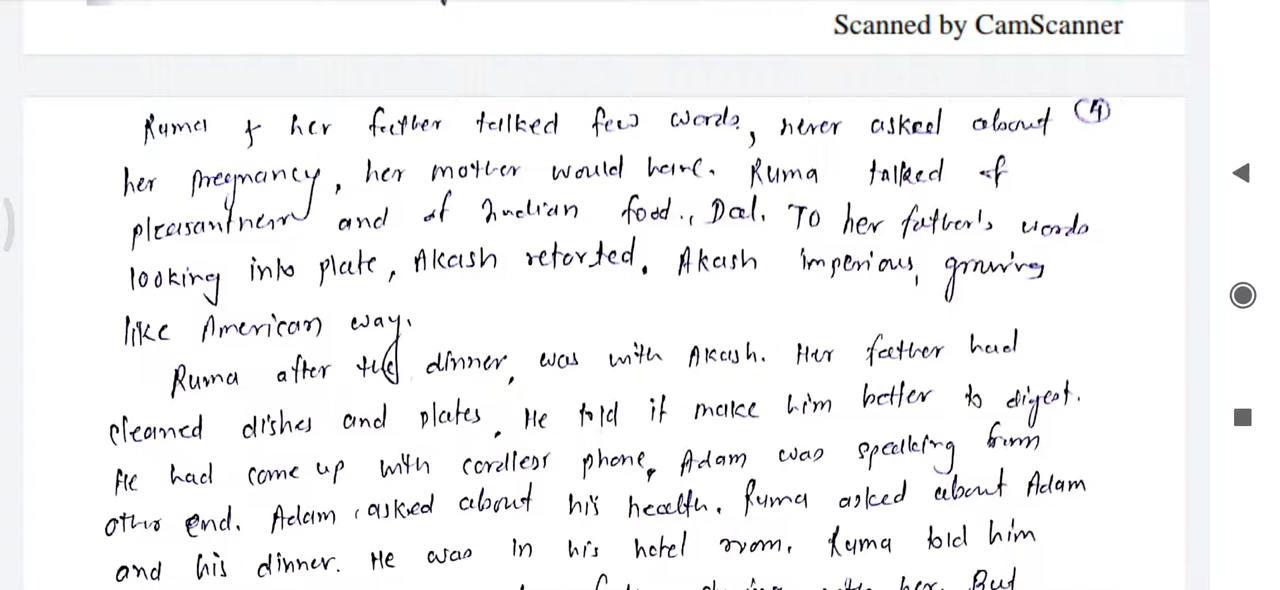 Scanned by CamScanner
Ruma & her father talked few words, never asked about (4)
her pregnancy, her mother would have. Ruma talked of
pleasantness and of Indian food., Dal. To her father's words
looking into plate, Akash retorted. Akash imperious, growing
like American way.
Ruma after the dinner, was with Akash. Her father had
cleaned dishes and plates. He told it make him better to digest.
He had come up with cordless phone, Adam was speaking from
other end. Adam asked about his health. Ruma asked about Adam
and his dinner. He was in his hotel room. Ruma told him
her. But